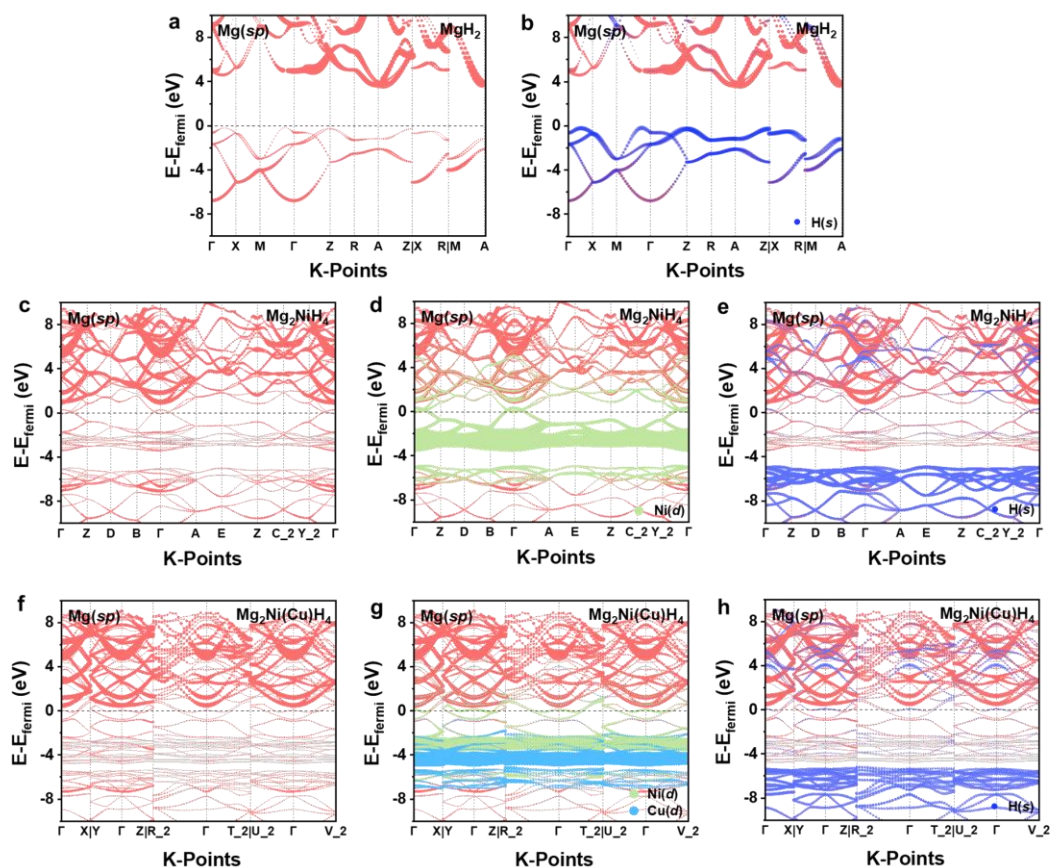 a
Mg(sp)
MgH2
8
4
0
-4
-8
E-Efermi (eV)
Γ X M Γ Z R A Z|X R|M A
K-Points
b
Mg(sp)
MgH2
8
4
0
-4
-8
E-Efermi (eV)
H(s)
Γ X M Γ Z R A Z|X R|M A
K-Points
c
Mg(sp)
Mg2NiH4
8
4
0
-4
-8
E-Efermi (eV)
Γ Z D B Γ A E Z C_2 Y_2 Γ
K-Points
d
Mg(sp)
Mg2NiH4
8
4
0
-4
-8
E-Efermi (eV)
Ni(d)
Γ Z D B Γ A E Z C_2 Y_2 Γ
K-Points
e
Mg(sp)
Mg2NiH4
8
4
0
-4
-8
E-Efermi (eV)
H(s)
Γ Z D B Γ A E Z C_2 Y_2 Γ
K-Points
f
Mg(sp)
Mg2Ni(Cu)H4
8
4
0
-4
-8
E-Efermi (eV)
Γ X|Y Γ Z|R_2 Γ T_2|U_2 Γ V_2
K-Points
g
Mg(sp)
Mg2Ni(Cu)H4
8
4
0
-4
-8
E-Efermi (eV)
Ni(d)
Cu(d)
Γ X|Y Γ Z|R_2 Γ T_2|U_2 Γ V_2
K-Points
h
Mg(sp)
Mg2Ni(Cu)H4
8
4
0
-4
-8
E-Efermi (eV)
H(s)
Γ X|Y Γ Z|R_2 Γ T_2|U_2 Γ V_2
K-Points